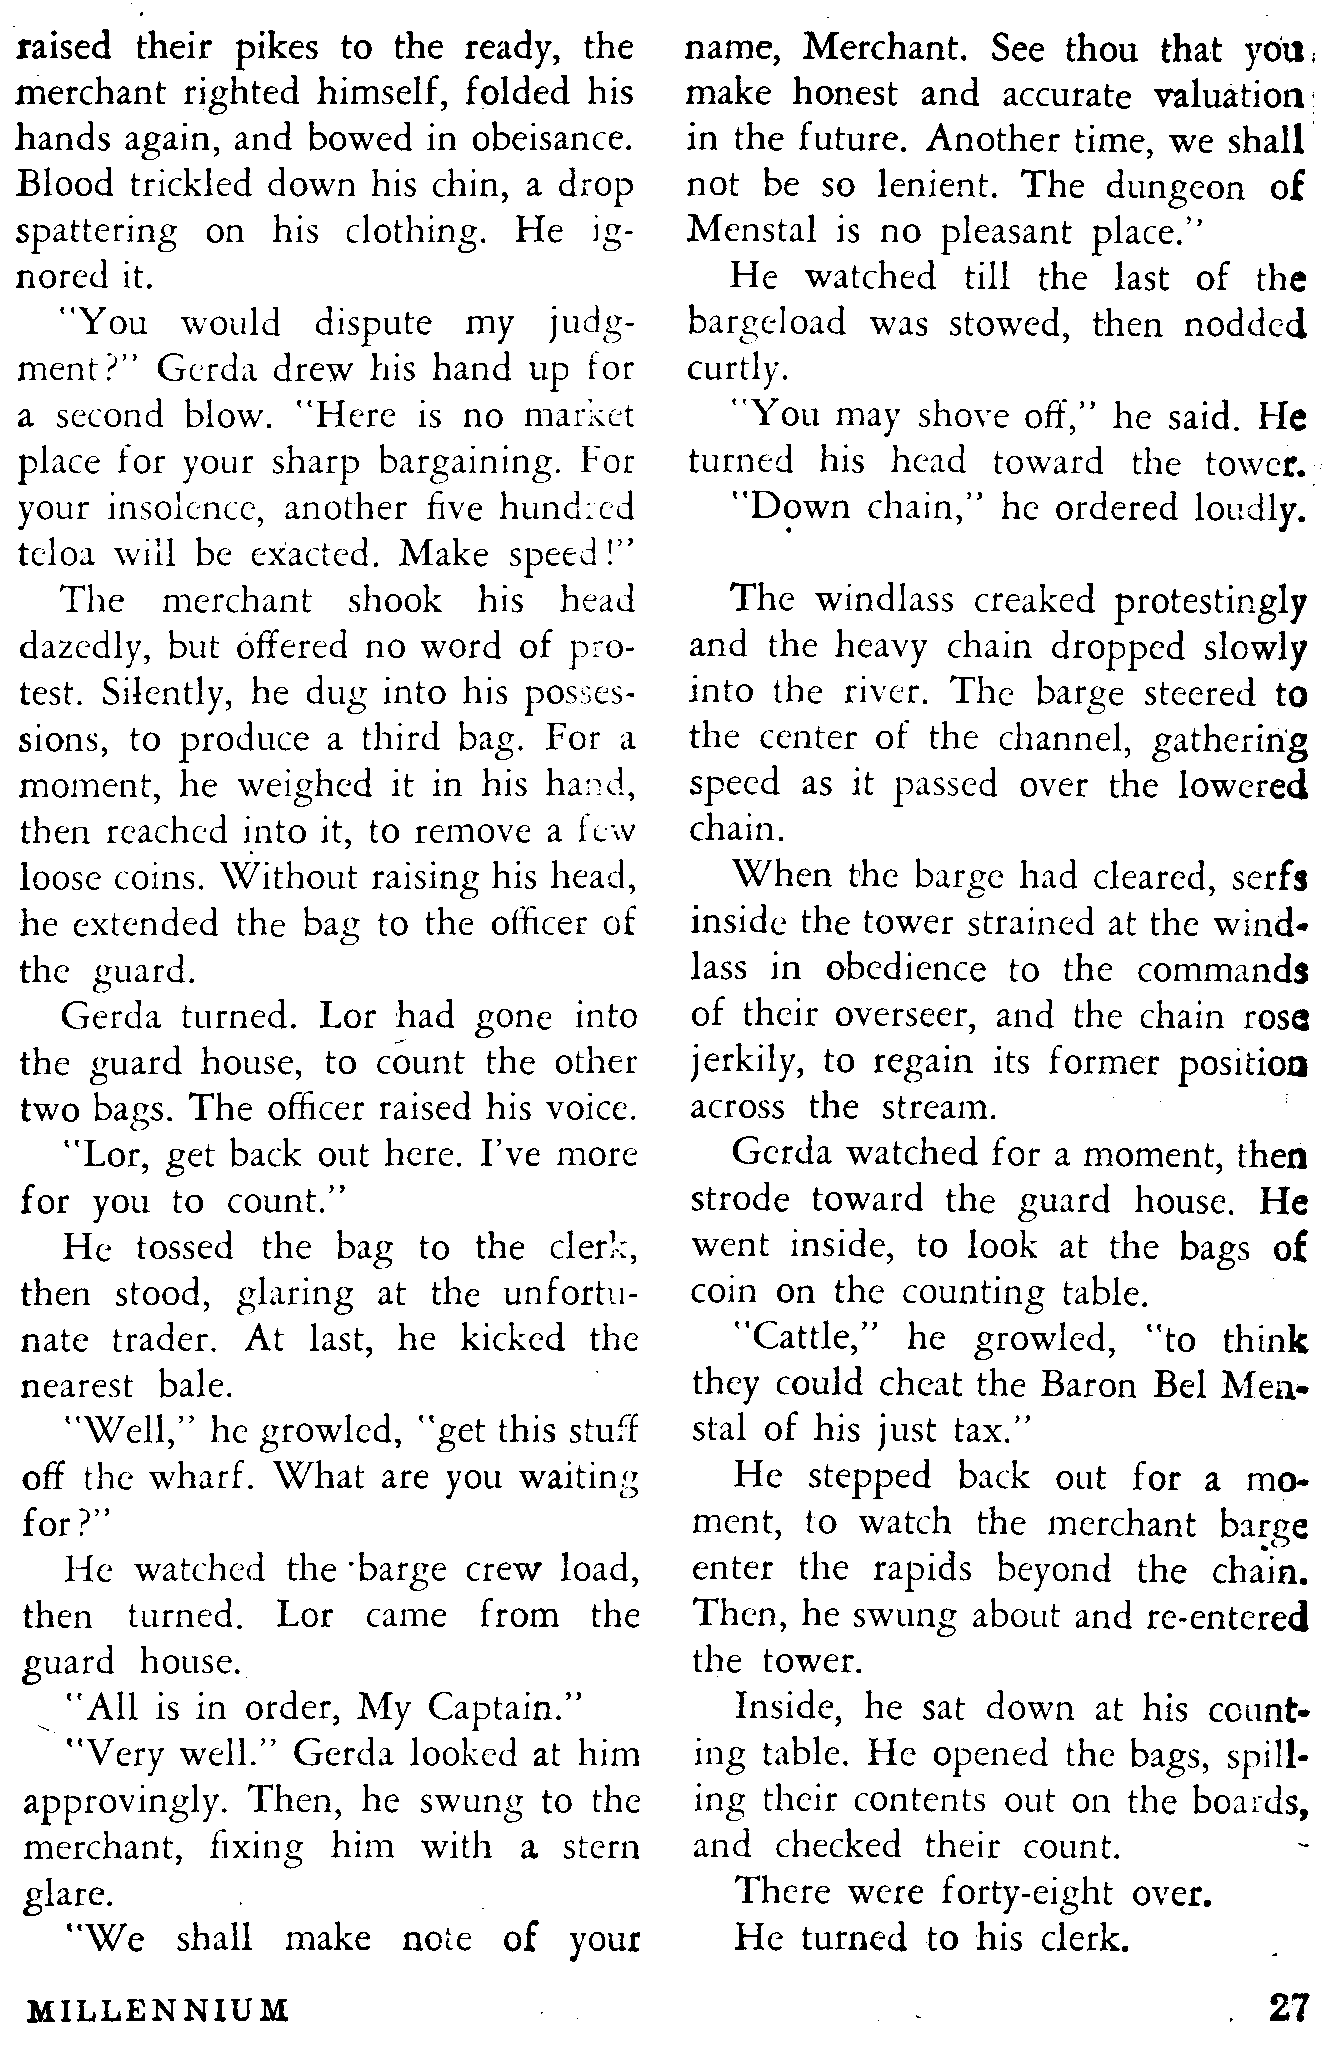 raised their pikes to the ready, the
merchant righted himself, folded his
hands again, and bowed in obeisance.
Blood trickled down his chin, a drop
spattering on his clothing. He ig-
nored it.
"You would dispute my judg-
ment?" Gerda drew his hand up for
a second blow. "Here is no market
place for your sharp bargaining. For
your insolence, another five hundred
teloa will be exacted. Make speed!"
The merchant shook his head
dazedly, but offered no word of pro-
test. Silently, he dug into his posses-
sions, to produce a third bag. For a
moment, he weighed it in his hand,
then reached into it, to remove a few
loose coins. Without raising his head,
he extended the bag to the officer of
the guard.
Gerda turned. Lor had gone into
the guard house, to count the other
two bags. The officer raised his voice.
"Lor, get back out here. I've more
for you to count."
He tossed the bag to the clerk,
then stood, glaring at the unfortu-
nate trader. At last, he kicked the
nearest bale.
"Well," he growled, "get this stuff
off the wharf. What are you waiting
for?"
He watched the barge crew load,
then turned. Lor came from the
guard house.
"All is in order, My Captain."
"Very well." Gerda looked at him
approvingly. Then, he swung to the
merchant, fixing him with a stern
glare.
"We shall make note of your
name, Merchant. See thou that you
make honest and accurate valuation
in the future. Another time, we shall
not be so lenient. The dungeon of
Menstal is no pleasant place."
He watched till the last of the
bargeload was stowed, then nodded
curtly.
"You may shove off," he said. He
turned his head toward the tower.
"Down chain," he ordered loudly.
The windlass creaked protestingly
and the heavy chain dropped slowly
into the river. The barge steered to
the center of the channel, gathering
speed as it passed over the lowered
chain.
When the barge had cleared, serfs
inside the tower strained at the wind-
lass in obedience to the commands
of their overseer, and the chain rose
jerkily, to regain its former position
across the stream.
Gerda watched for a moment, then
strode toward the guard house. He
went inside, to look at the bags of
coin on the counting table.
"Cattle," he growled, "to think
they could cheat the Baron Bel Men-
stal of his just tax."
He stepped back out for a mo-
ment, to watch the merchant barge
enter the rapids beyond the chain.
Then, he swung about and re-entered
the tower.
Inside, he sat down at his count-
ing table. He opened the bags, spill-
ing their contents out on the boards,
and checked their count.
There were forty-eight over.
He turned to his clerk.
MILLENNIUM
27